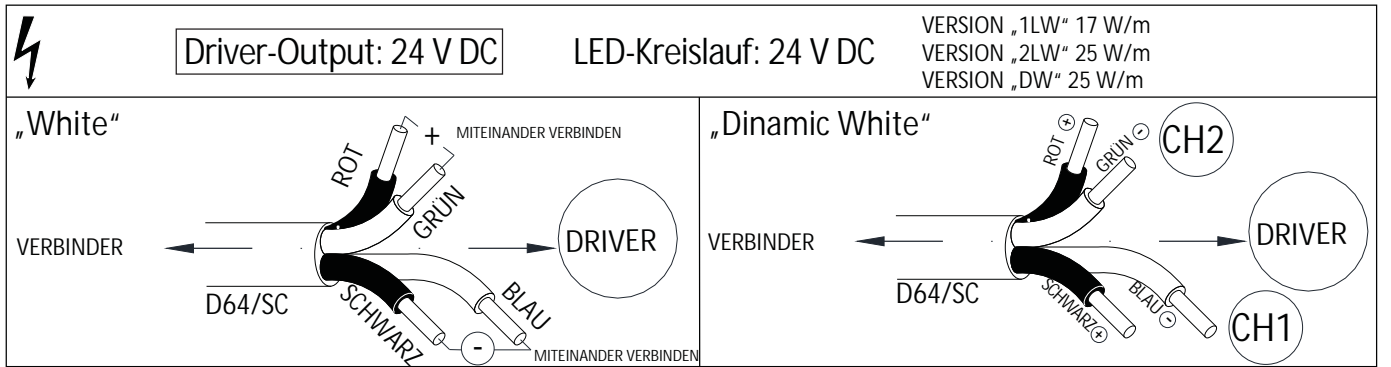 Driver-Output: 24 V DC
LED-Kreislauf: 24 V DC
VERSION „1LW“ 17 W/m
VERSION „2LW“ 25 W/m
VERSION „DW“ 25 W/m
„White“
+ MITEINANDER VERBINDEN
ROT
GRÜN
VERBINDER
DRIVER
D64/SC
SCHWARZ
BLAU
- MITEINANDER VERBINDEN
„Dinamic White“
ROT +
GRÜN -
CH2
VERBINDER
DRIVER
D64/SC
SCHWARZ +
BLAU -
CH1